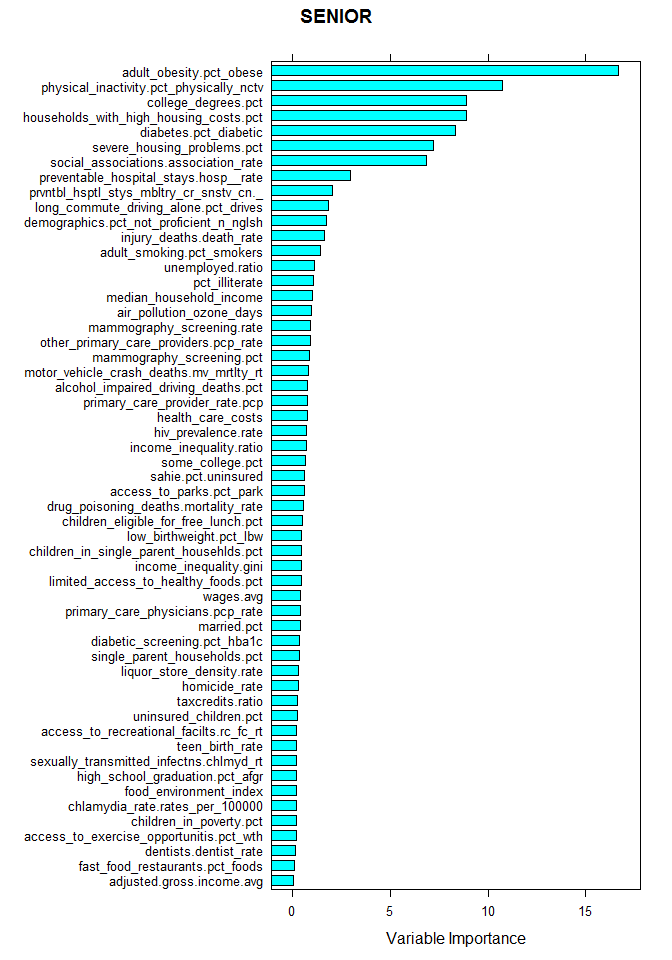 SENIOR
adult_obesity.pct_obese
physical_inactivity.pct_physically_nctv
college_degrees.pct
households_with_high_housing_costs.pct
diabetes.pct_diabetic
severe_housing_problems.pct
social_associations.association_rate
preventable_hospital_stays.hosp__rate
prvntbl_hsptl_stys_mbltry_cr_snstv_cn._
long_commute_driving_alone.pct_drives
demographics.pct_not_proficient_n_nglsh
injury_deaths.death_rate
adult_smoking.pct_smokers
unemployed.ratio
pct_illiterate
median_household_income
air_pollution_ozone_days
mammography_screening.rate
other_primary_care_providers.pcp_rate
mammography_screening.pct
motor_vehicle_crash_deaths.mv_mrtlty_rt
alcohol_impaired_driving_deaths.pct
primary_care_provider_rate.pcp
health_care_costs
hiv_prevalence.rate
income_inequality.ratio
some_college.pct
sahie.pct.uninsured
access_to_parks.pct_park
drug_poisoning_deaths.mortality_rate
children_eligible_for_free_lunch.pct
low_birthweight.pct_lbw
children_in_single_parent_househlds.pct
income_inequality.gini
limited_access_to_healthy_foods.pct
wages.avg
primary_care_physicians.pcp_rate
married.pct
diabetic_screening.pct_hba1c
single_parent_households.pct
liquor_store_density.rate
homicide_rate
taxcredits.ratio
uninsured_children.pct
access_to_recreational_facilts.rc_fc_rt
teen_birth_rate
sexually_transmitted_infectns.chlmyd_rt
high_school_graduation.pct_afgr
food_environment_index
chlamydia_rate.rates_per_100000
children_in_poverty.pct
access_to_exercise_opportunitis.pct_wth
dentists.dentist_rate
fast_food_restaurants.pct_foods
adjusted.gross.income.avg
0 5 10 15
Variable Importance